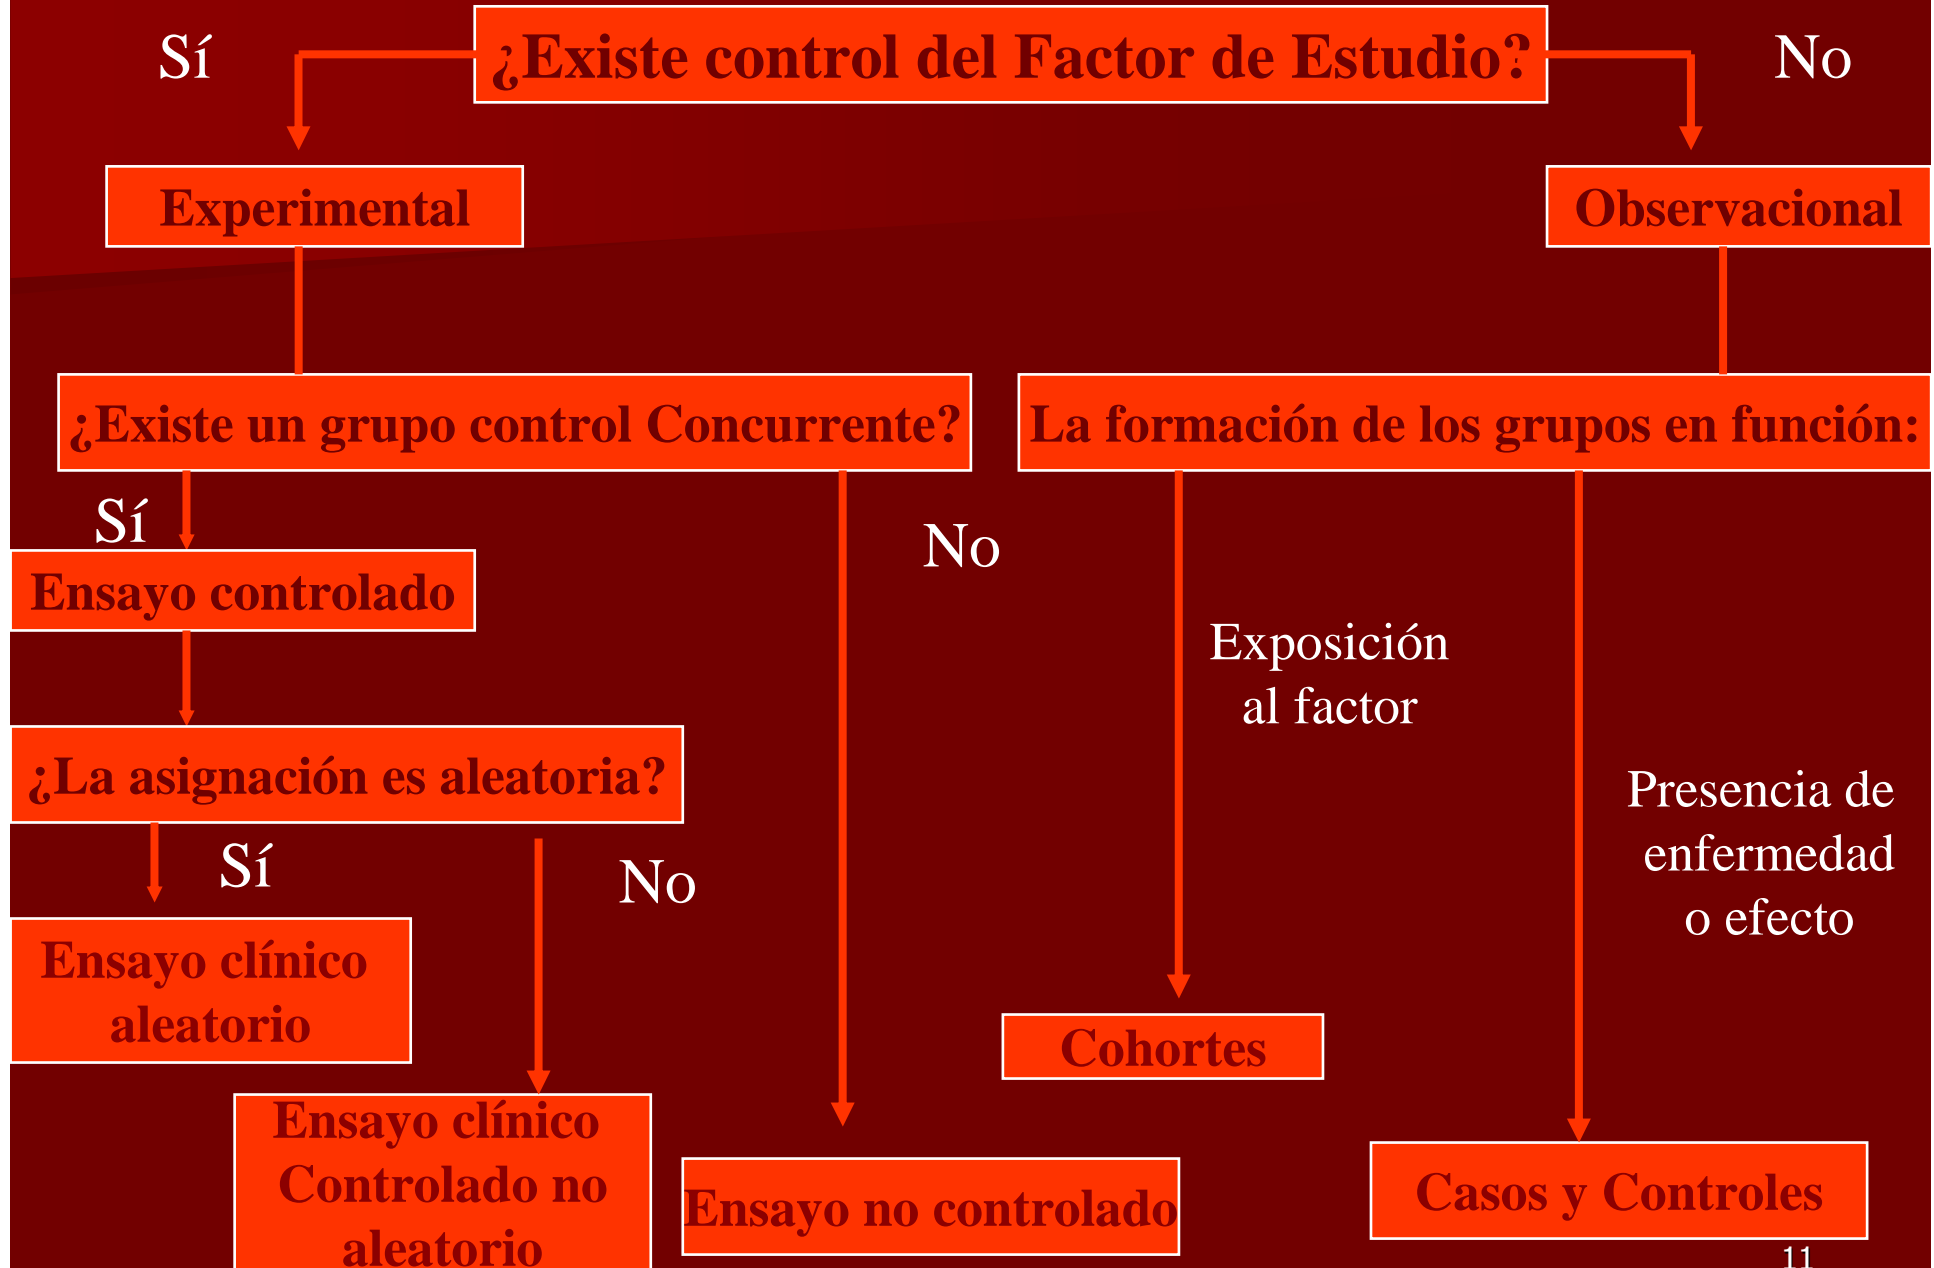 Sí
¿Existe control del Factor de Estudio?
No
Experimental
Observacional
¿Existe un grupo control Concurrente?
La formación de los grupos en función:
Sí
No
Ensayo controlado
Exposición
al factor
¿La asignación es aleatoria?
Presencia de
enfermedad
o efecto
Sí
No
Ensayo clínico
aleatorio
Cohortes
Ensayo clínico
Controlado no
aleatorio
Ensayo no controlado
Casos y Controles
11